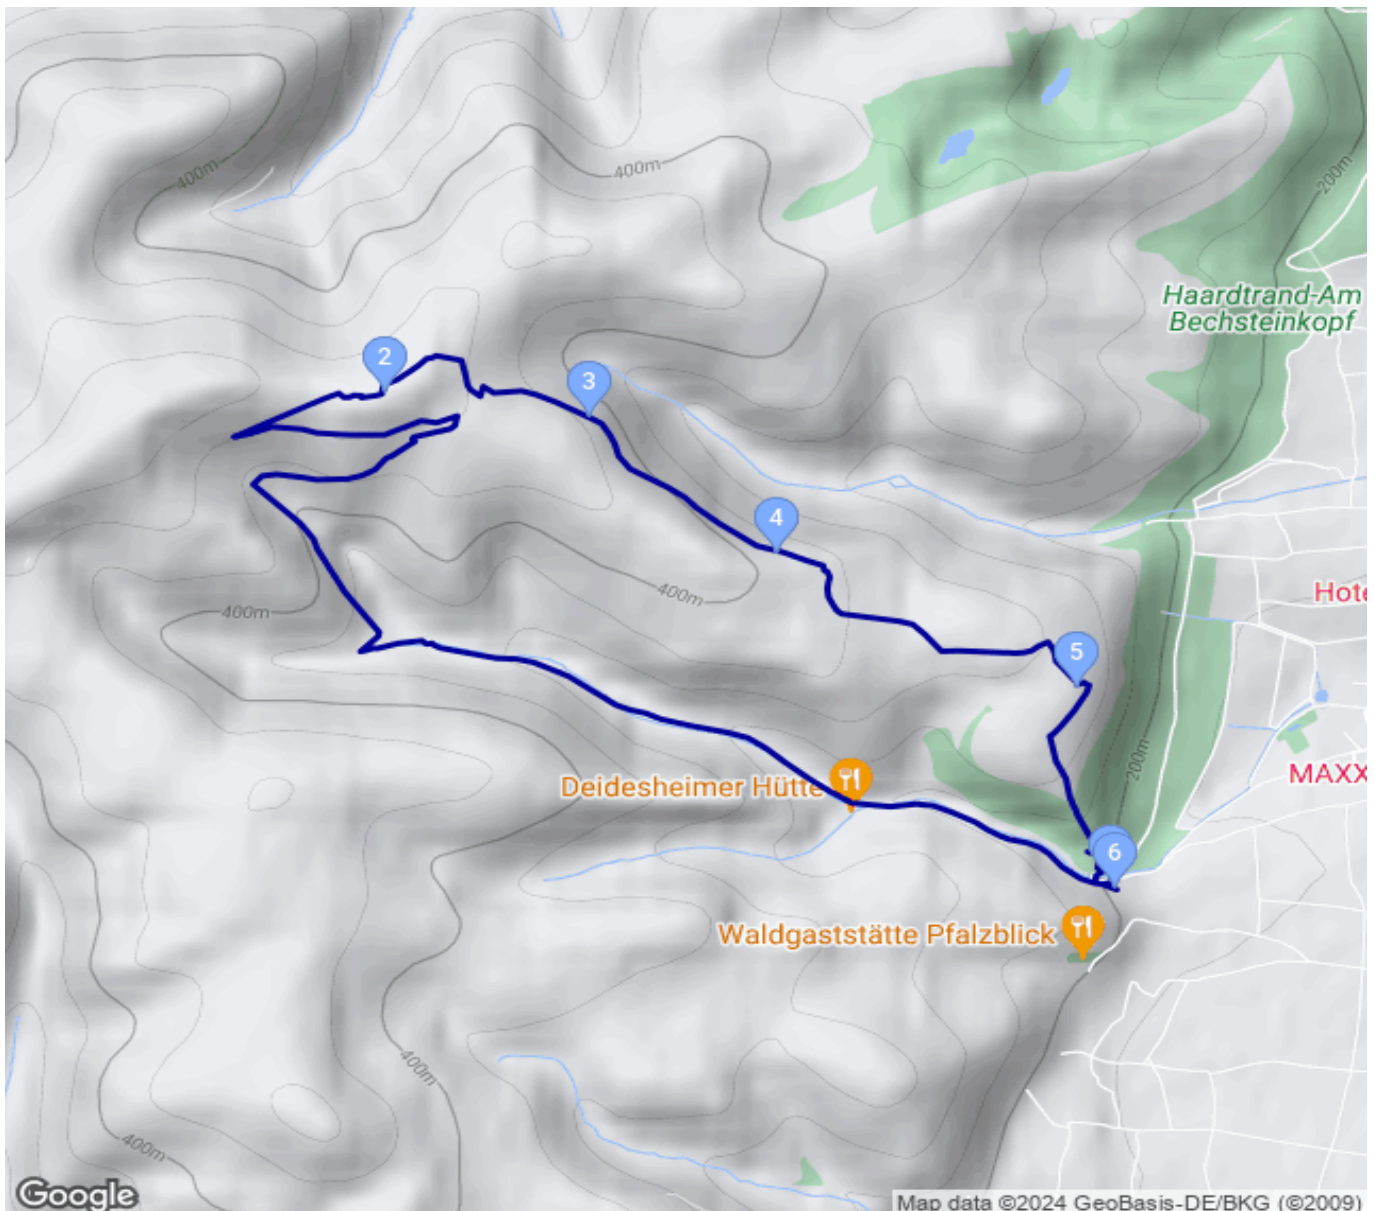 400m
400m
200m
Haardtrand-Am
Bechsteinkopf
2
3
4
400m
400m
Hote
5
200m
MAXX
Deidesheimer Hütte
6
Waldgaststätte Pfalzblick
400m
400m
Google
Map data ©2024 GeoBasis-DE/BKG (©2009)